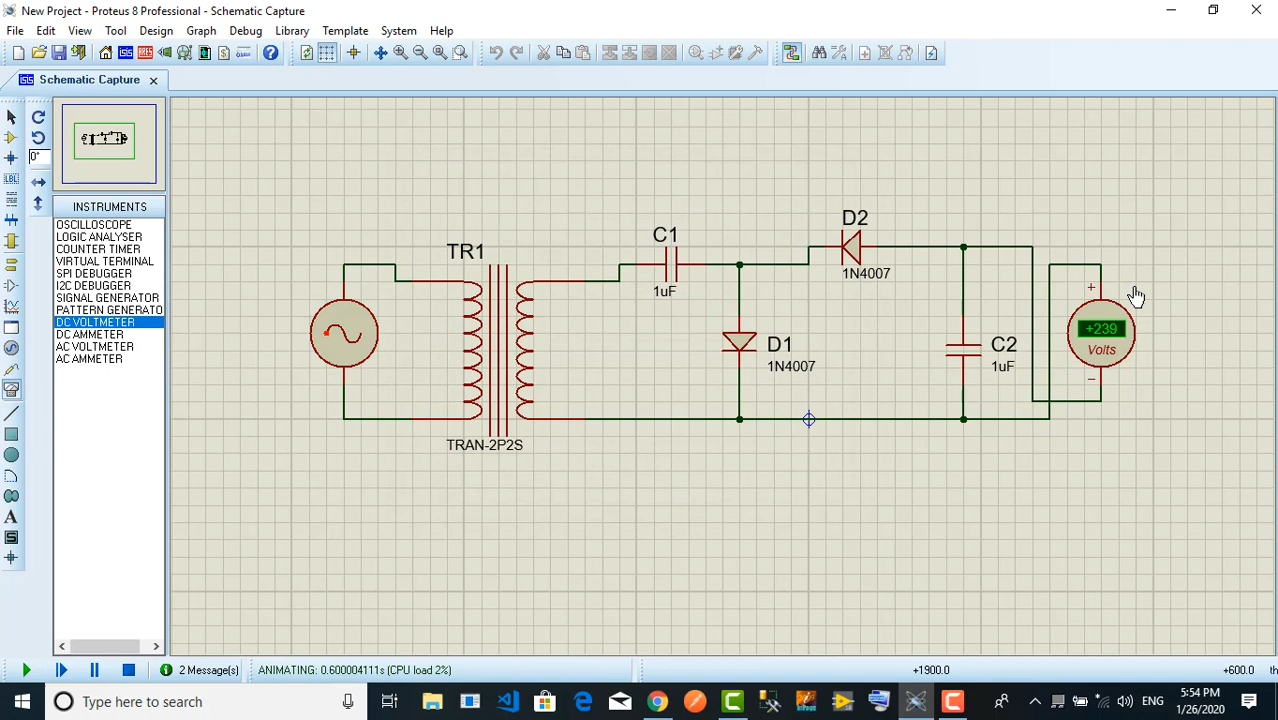 New Project - Proteus 8 Professional - Schematic Capture
File Edit View Tool Design Graph Debug Library Template System Help
Schematic Capture
0°
INSTRUMENTS
OSCILLOSCOPE
LOGIC ANALYSER
COUNTER TIMER
VIRTUAL TERMINAL
SPI DEBUGGER
I2C DEBUGGER
SIGNAL GENERATOR
PATTERN GENERATO
DC VOLTMETER
DC AMMETER
AC VOLTMETER
AC AMMETER
LBL
A
TR1
TRAN-2P2S
C1
1uF
D2
1N4007
D1
1N4007
C2
1uF
+
+239
Volts
−
2 Message(s)
ANIMATING: 0.600004111s (CPU load 2%)
+1900.0
+600.0
th
Type here to search
ENG
5:54 PM
1/26/2020